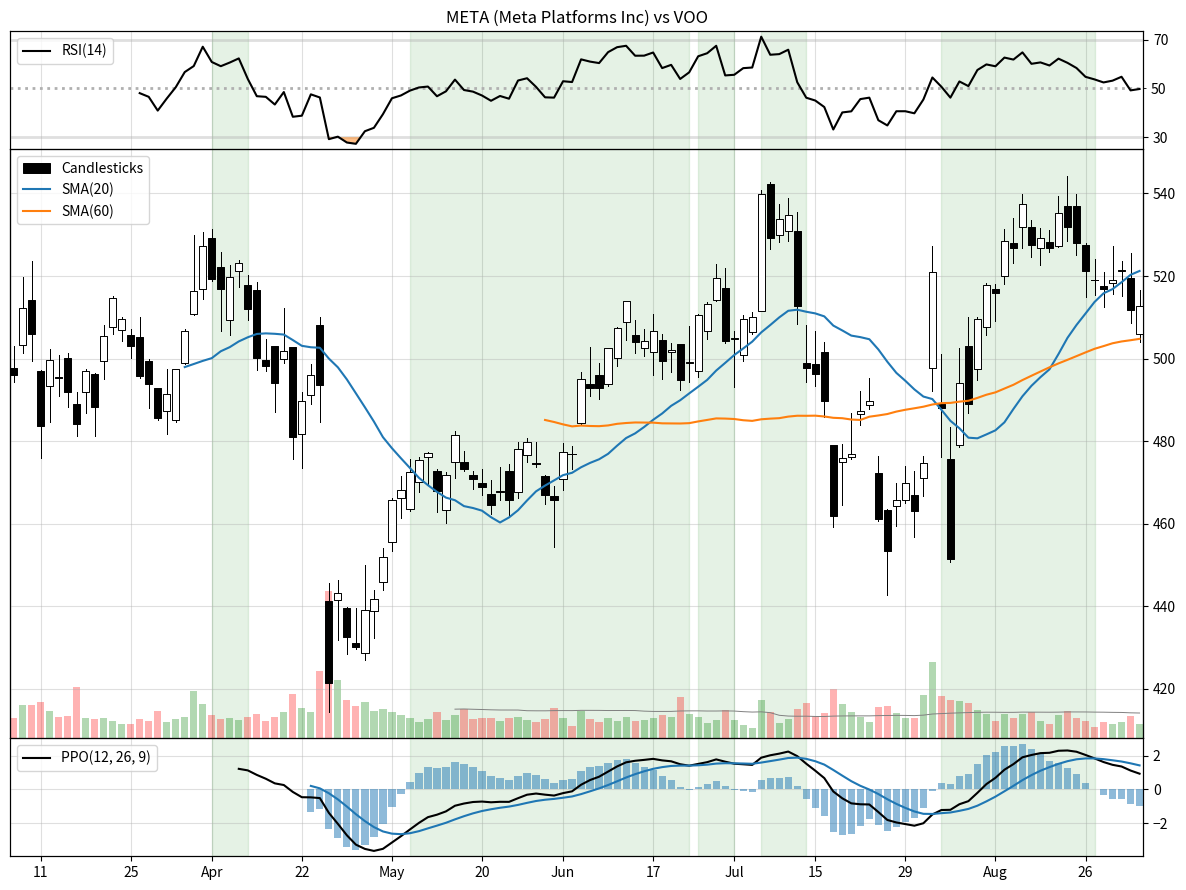 META (Meta Platforms Inc) vs VOO
RSI(14)
70
50
30
Candlesticks
SMA(20)
SMA(60)
540
520
500
480
460
440
420
PPO(12, 26, 9)
2
0
−2
11 25 Apr 22 May 20 Jun 17 Jul 15 29 Aug 26